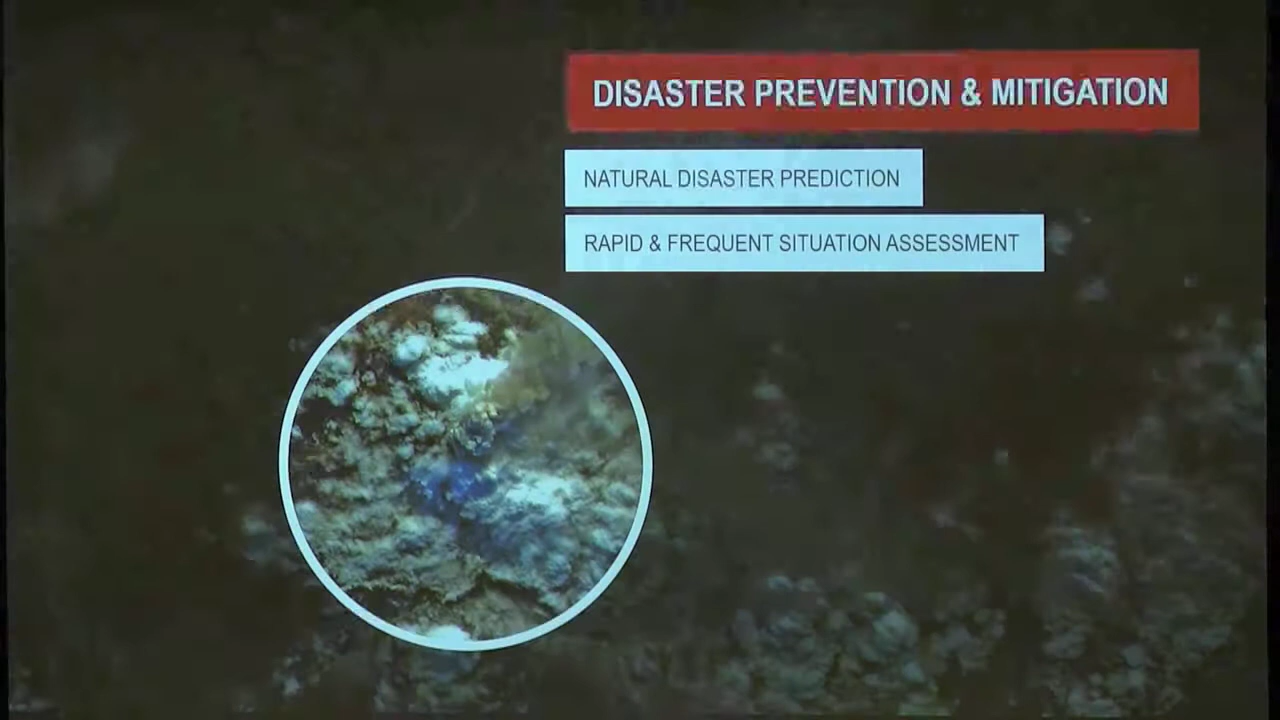 DISASTER PREVENTION & MITIGATION
NATURAL DISASTER PREDICTION
RAPID & FREQUENT SITUATION ASSESSMENT